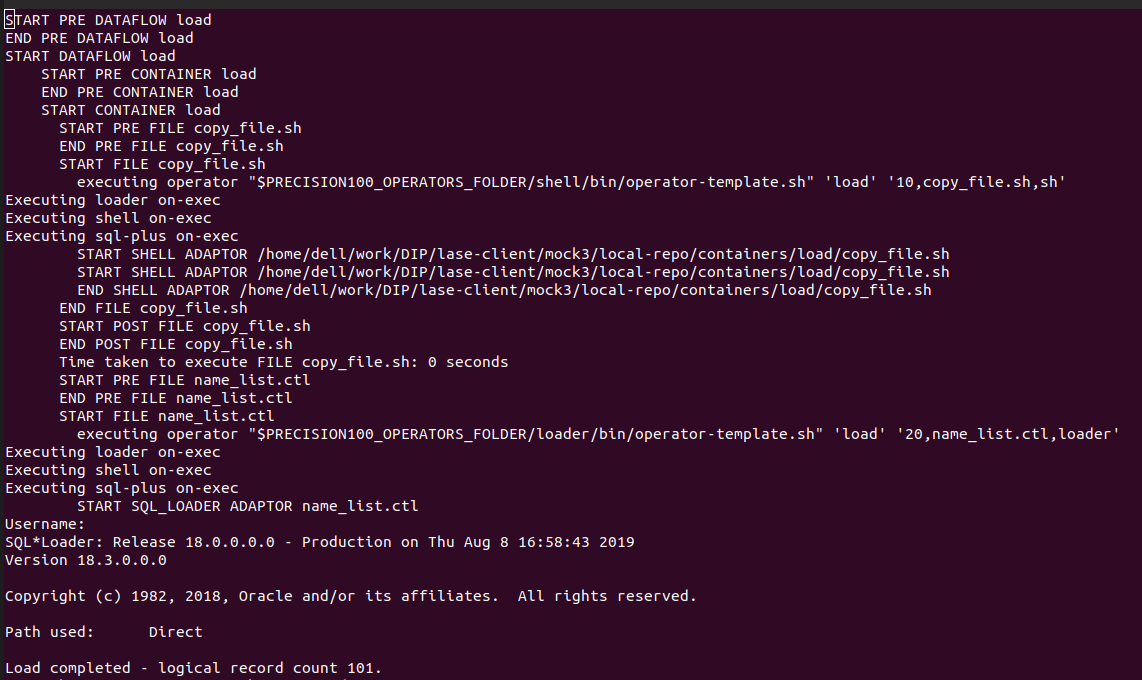 START PRE DATAFLOW load
END PRE DATAFLOW load
START DATAFLOW load
    START PRE CONTAINER load
    END PRE CONTAINER load
    START CONTAINER load
      START PRE FILE copy_file.sh
      END PRE FILE copy_file.sh
      START FILE copy_file.sh
        executing operator "$PRECISION100_OPERATORS_FOLDER/shell/bin/operator-template.sh" 'load' '10,copy_file.sh,sh'
Executing loader on-exec
Executing shell on-exec
Executing sql-plus on-exec
        START SHELL ADAPTOR /home/dell/work/DIP/lase-client/mock3/local-repo/containers/load/copy_file.sh
        START SHELL ADAPTOR /home/dell/work/DIP/lase-client/mock3/local-repo/containers/load/copy_file.sh
        END SHELL ADAPTOR /home/dell/work/DIP/lase-client/mock3/local-repo/containers/load/copy_file.sh
      END FILE copy_file.sh
      START POST FILE copy_file.sh
      END POST FILE copy_file.sh
      Time taken to execute FILE copy_file.sh: 0 seconds
      START PRE FILE name_list.ctl
      END PRE FILE name_list.ctl
      START FILE name_list.ctl
        executing operator "$PRECISION100_OPERATORS_FOLDER/loader/bin/operator-template.sh" 'load' '20,name_list.ctl,loader'
Executing loader on-exec
Executing shell on-exec
Executing sql-plus on-exec
        START SQL_LOADER ADAPTOR name_list.ctl
Username:
SQL*Loader: Release 18.0.0.0.0 - Production on Thu Aug 8 16:58:43 2019
Version 18.3.0.0.0
Copyright (c) 1982, 2018, Oracle and/or its affiliates.  All rights reserved.
Path used:      Direct
Load completed - logical record count 101.